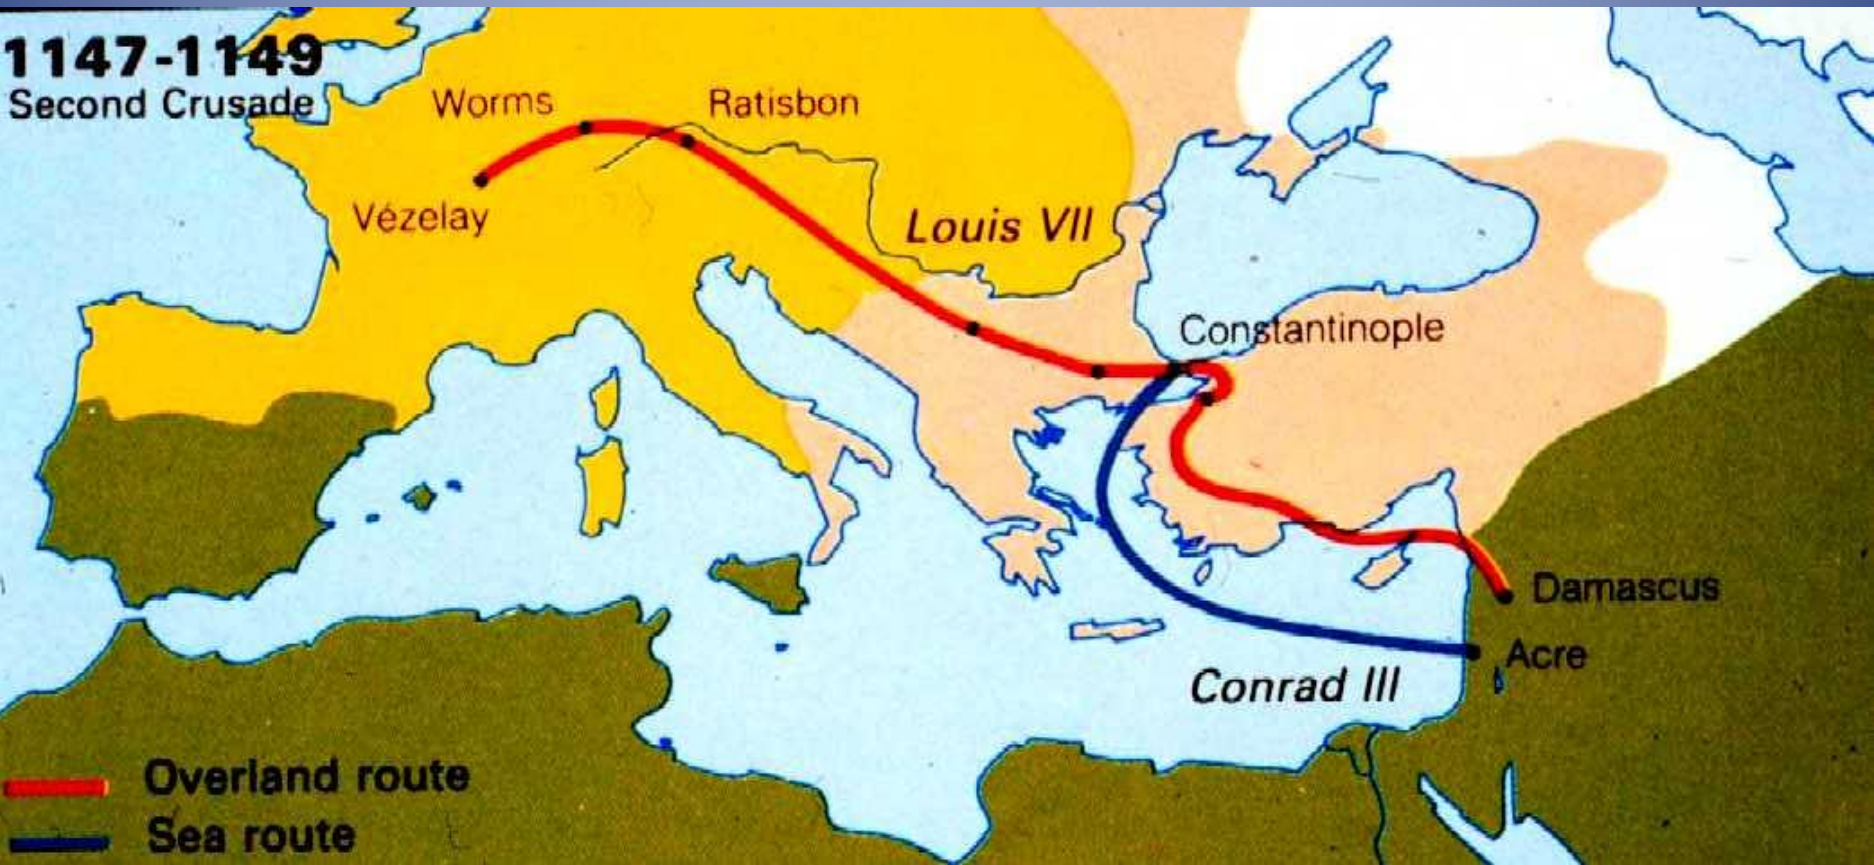 1147-1149
Second Crusade
Worms
Ratisbon
Vézelay
Louis VII
Constantinople
Damascus
Acre
Conrad III
Overland route
Sea route